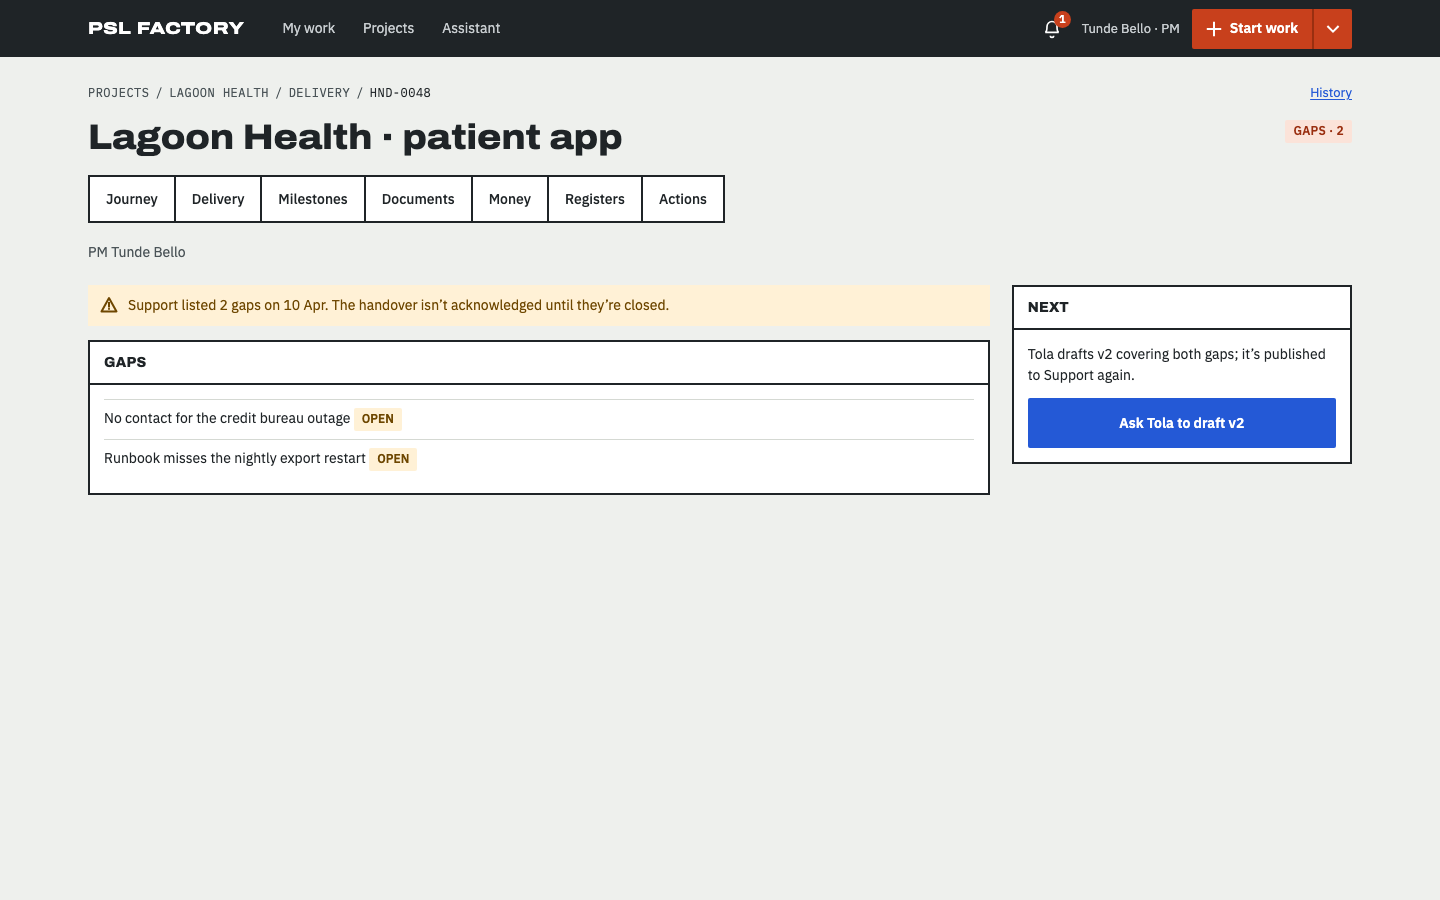 PSL FACTORY
My work
Projects
Assistant
1
Tunde Bello · PM
Start work
PROJECTS / LAGOON HEALTH / DELIVERY / HND-0048
History
Lagoon Health · patient app
GAPS · 2
Journey
Delivery
Milestones
Documents
Money
Registers
Actions
PM Tunde Bello
Support listed 2 gaps on 10 Apr. The handover isn’t acknowledged until they’re closed.
GAPS
No contact for the credit bureau outage OPEN
Runbook misses the nightly export restart OPEN
NEXT
Tola drafts v2 covering both gaps; it’s published
to Support again.
Ask Tola to draft v2